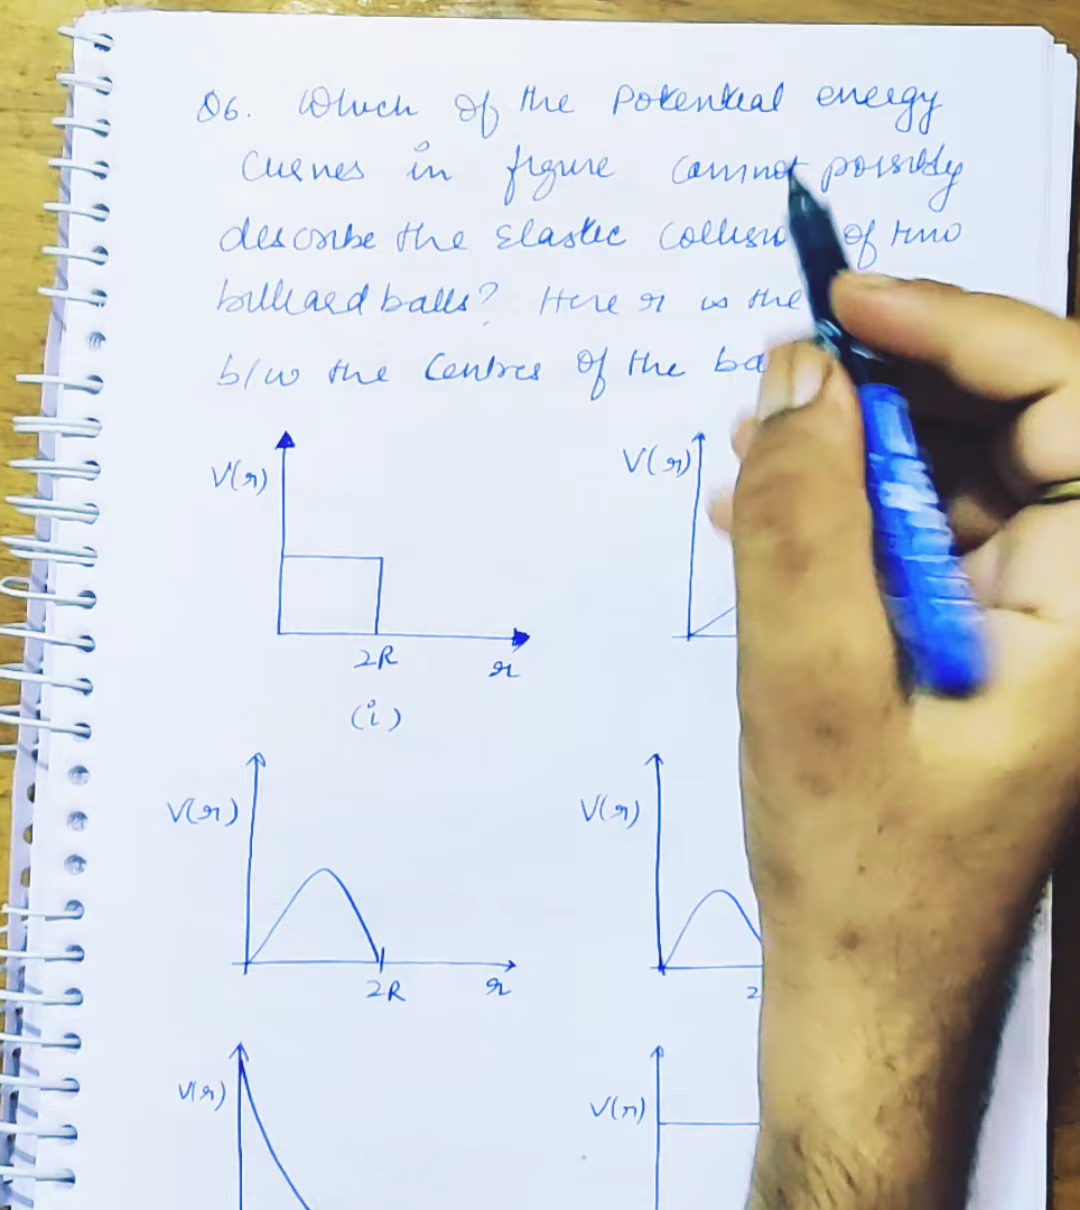 Q6. Which of the Potential energy
Curves in figure cannot possibly
describe the elastic collision of two
billiard balls? Here r is the
b/w the Centres of the ba
V(r)
V(r)
2R
r
(i)
V(r)
V(r)
2R
r
2
V(r)
V(r)